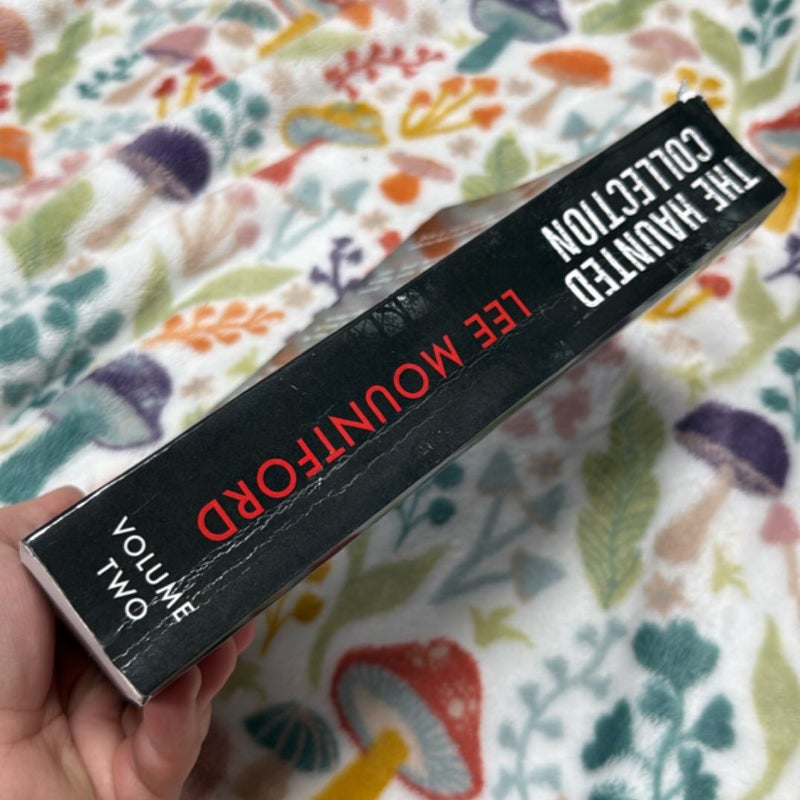 THE HAUNTED
COLLECTION
LEE MOUNTFORD
VOLUME
TWO